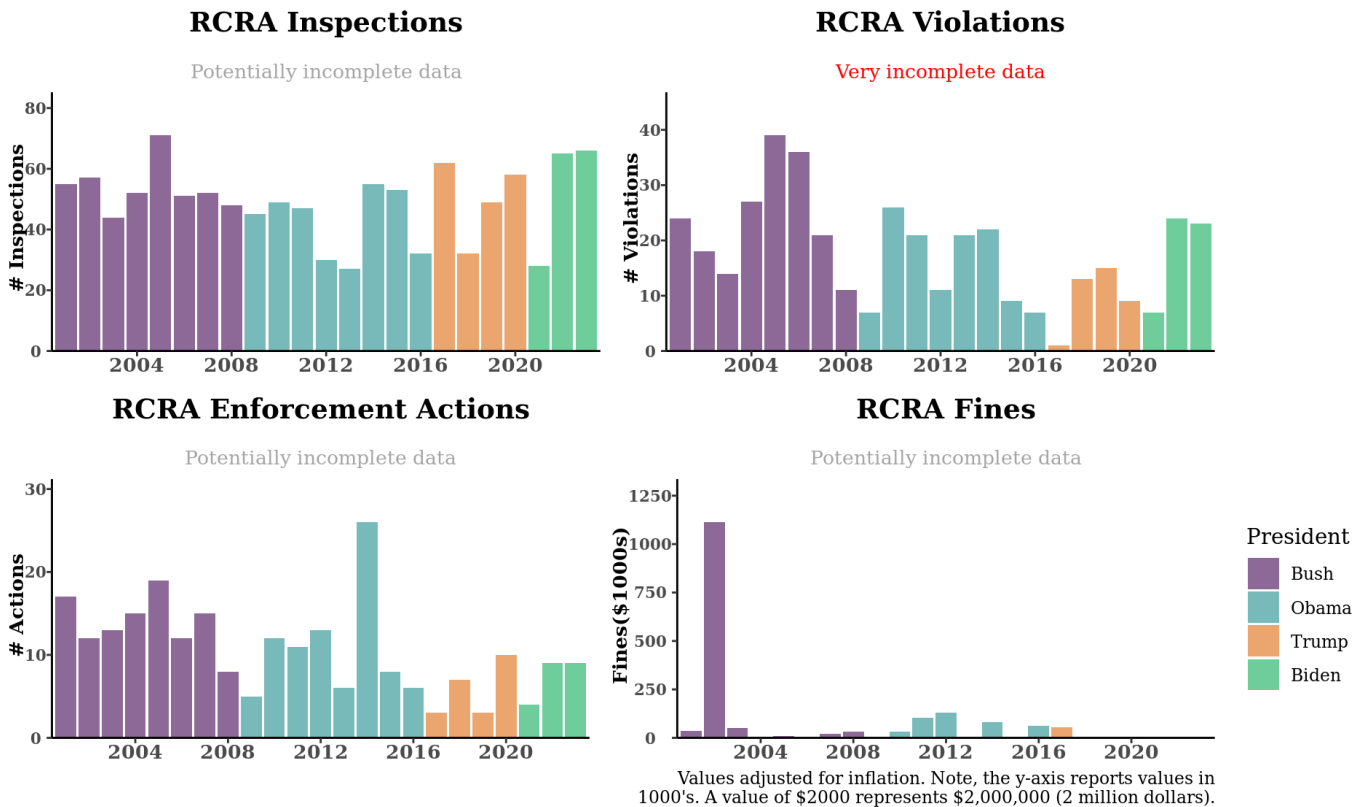 RCRA Inspections
Potentially incomplete data
# Inspections
80
60
40
20
0
2004 2008 2012 2016 2020
RCRA Violations
Very incomplete data
# Violations
40
30
20
10
0
2004 2008 2012 2016 2020
RCRA Enforcement Actions
Potentially incomplete data
# Actions
30
20
10
0
2004 2008 2012 2016 2020
RCRA Fines
Potentially incomplete data
Fines($1000s)
1250
1000
750
500
250
0
2004 2008 2012 2016 2020
Values adjusted for inflation. Note, the y-axis reports values in
1000's. A value of $2000 represents $2,000,000 (2 million dollars).
President
Bush
Obama
Trump
Biden